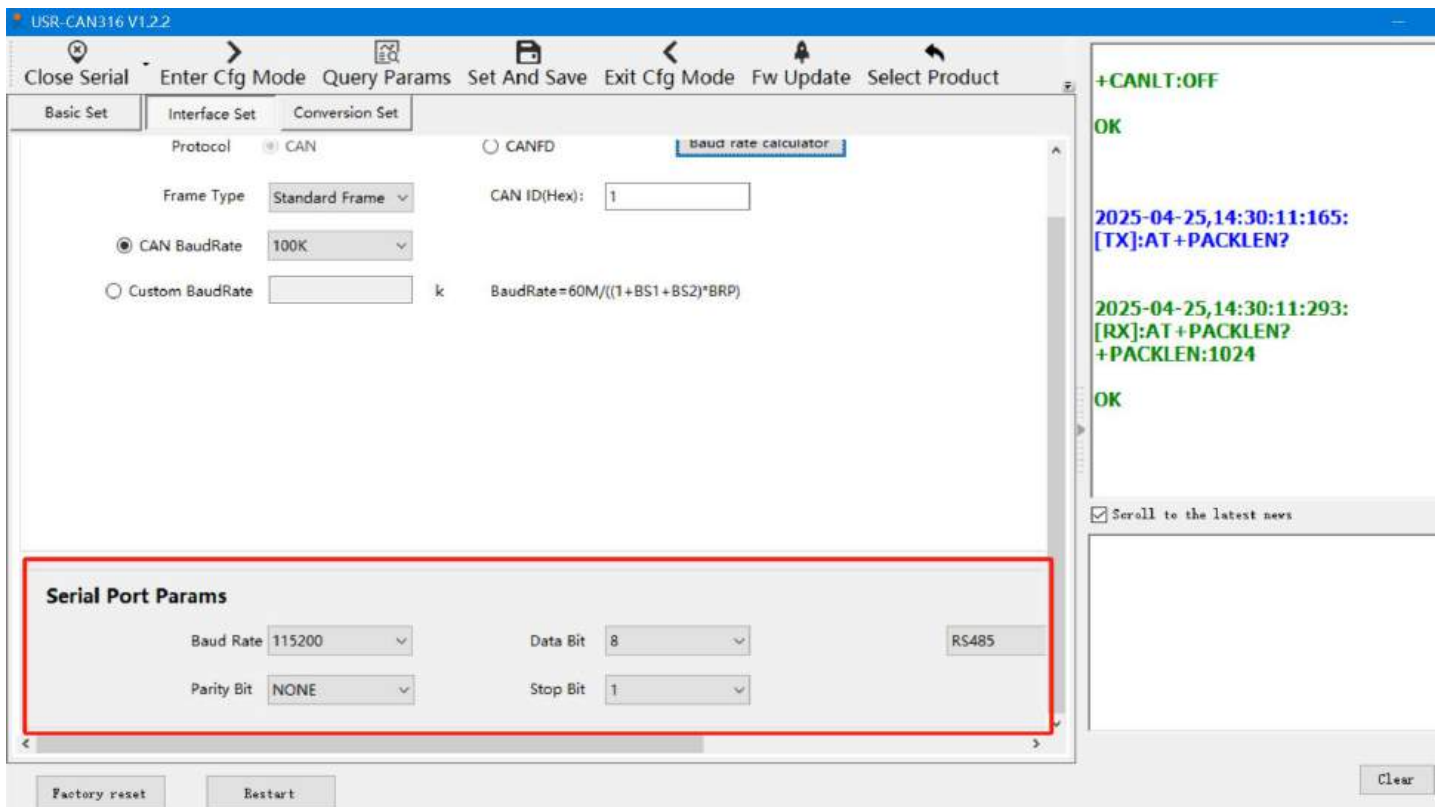 USR-CAN316 V1.2.2
Close Serial Enter Cfg Mode Query Params Set And Save Exit Cfg Mode Fw Update Select Product
Basic Set Interface Set Conversion Set
Protocol CAN CANFD Baud rate calculator
Frame Type Standard Frame CAN ID(Hex): 1
CAN BaudRate 100K
Custom BaudRate k BaudRate=60M/((1+BS1+BS2)*BRP)
Serial Port Params
Baud Rate 115200 Data Bit 8 RS485
Parity Bit NONE Stop Bit 1
Factory reset Restart
+CANLT:OFF
OK
2025-04-25,14:30:11:165:
[TX]:AT+PACKLEN?
2025-04-25,14:30:11:293:
[RX]:AT+PACKLEN?
+PACKLEN:1024
OK
Scroll to the latest news
Clear